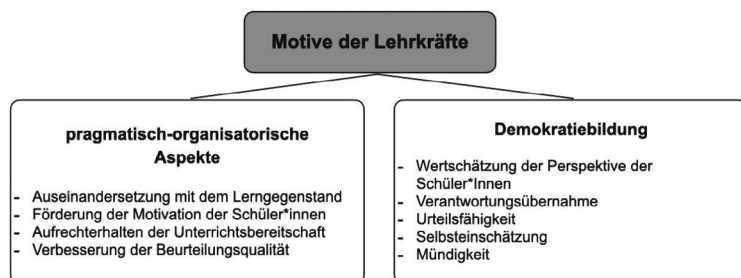 Motive der Lehrkräfte
pragmatisch-organisatorische
Aspekte
- Auseinandersetzung mit dem Lerngegenstand
- Förderung der Motivation der Schüler*innen
- Aufrechterhalten der Unterrichtsbereitschaft
- Verbesserung der Beurteilungsqualität
Demokratiebildung
- Wertschätzung der Perspektive der
Schüler*Innen
- Verantwortungsübernahme
- Urteilsfähigkeit
- Selbsteinschätzung
- Mündigkeit